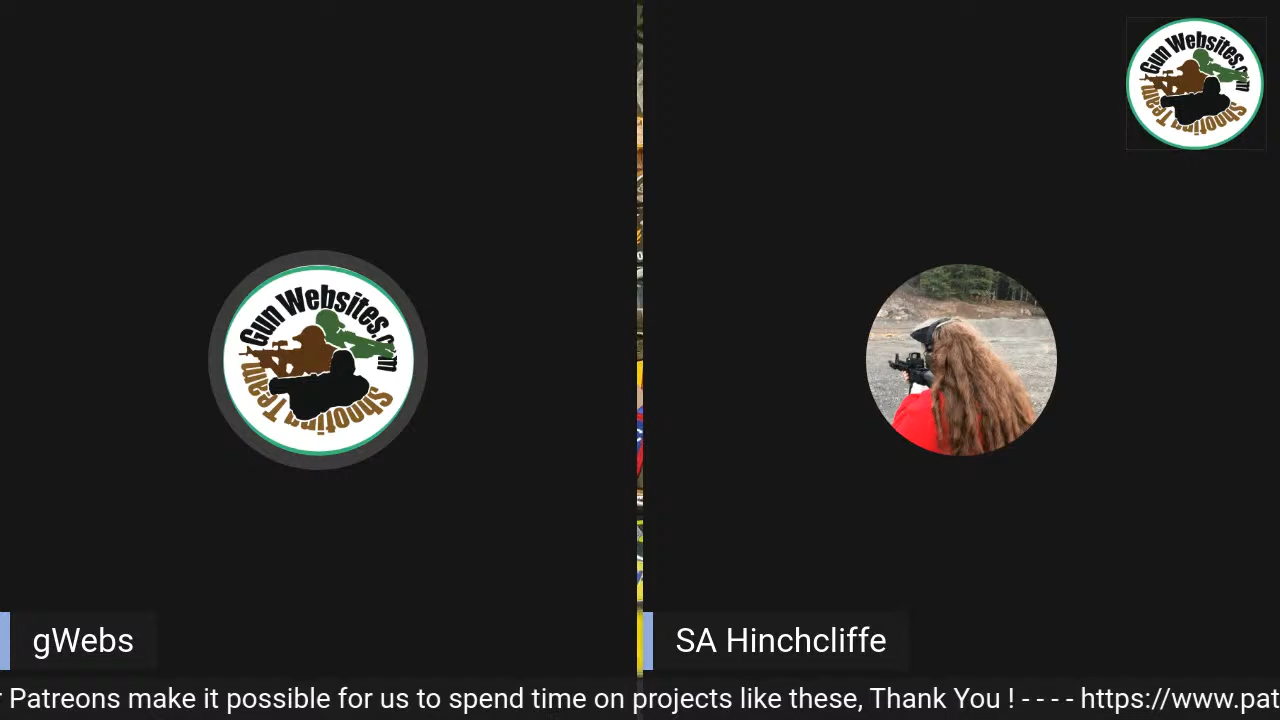 Gun Websites.com
Shooting Team
Gun Websites.com
Shooting Team
gWebs
SA Hinchcliffe
Patreons make it possible for us to spend time on projects like these, Thank You ! - - - - https://www.pat